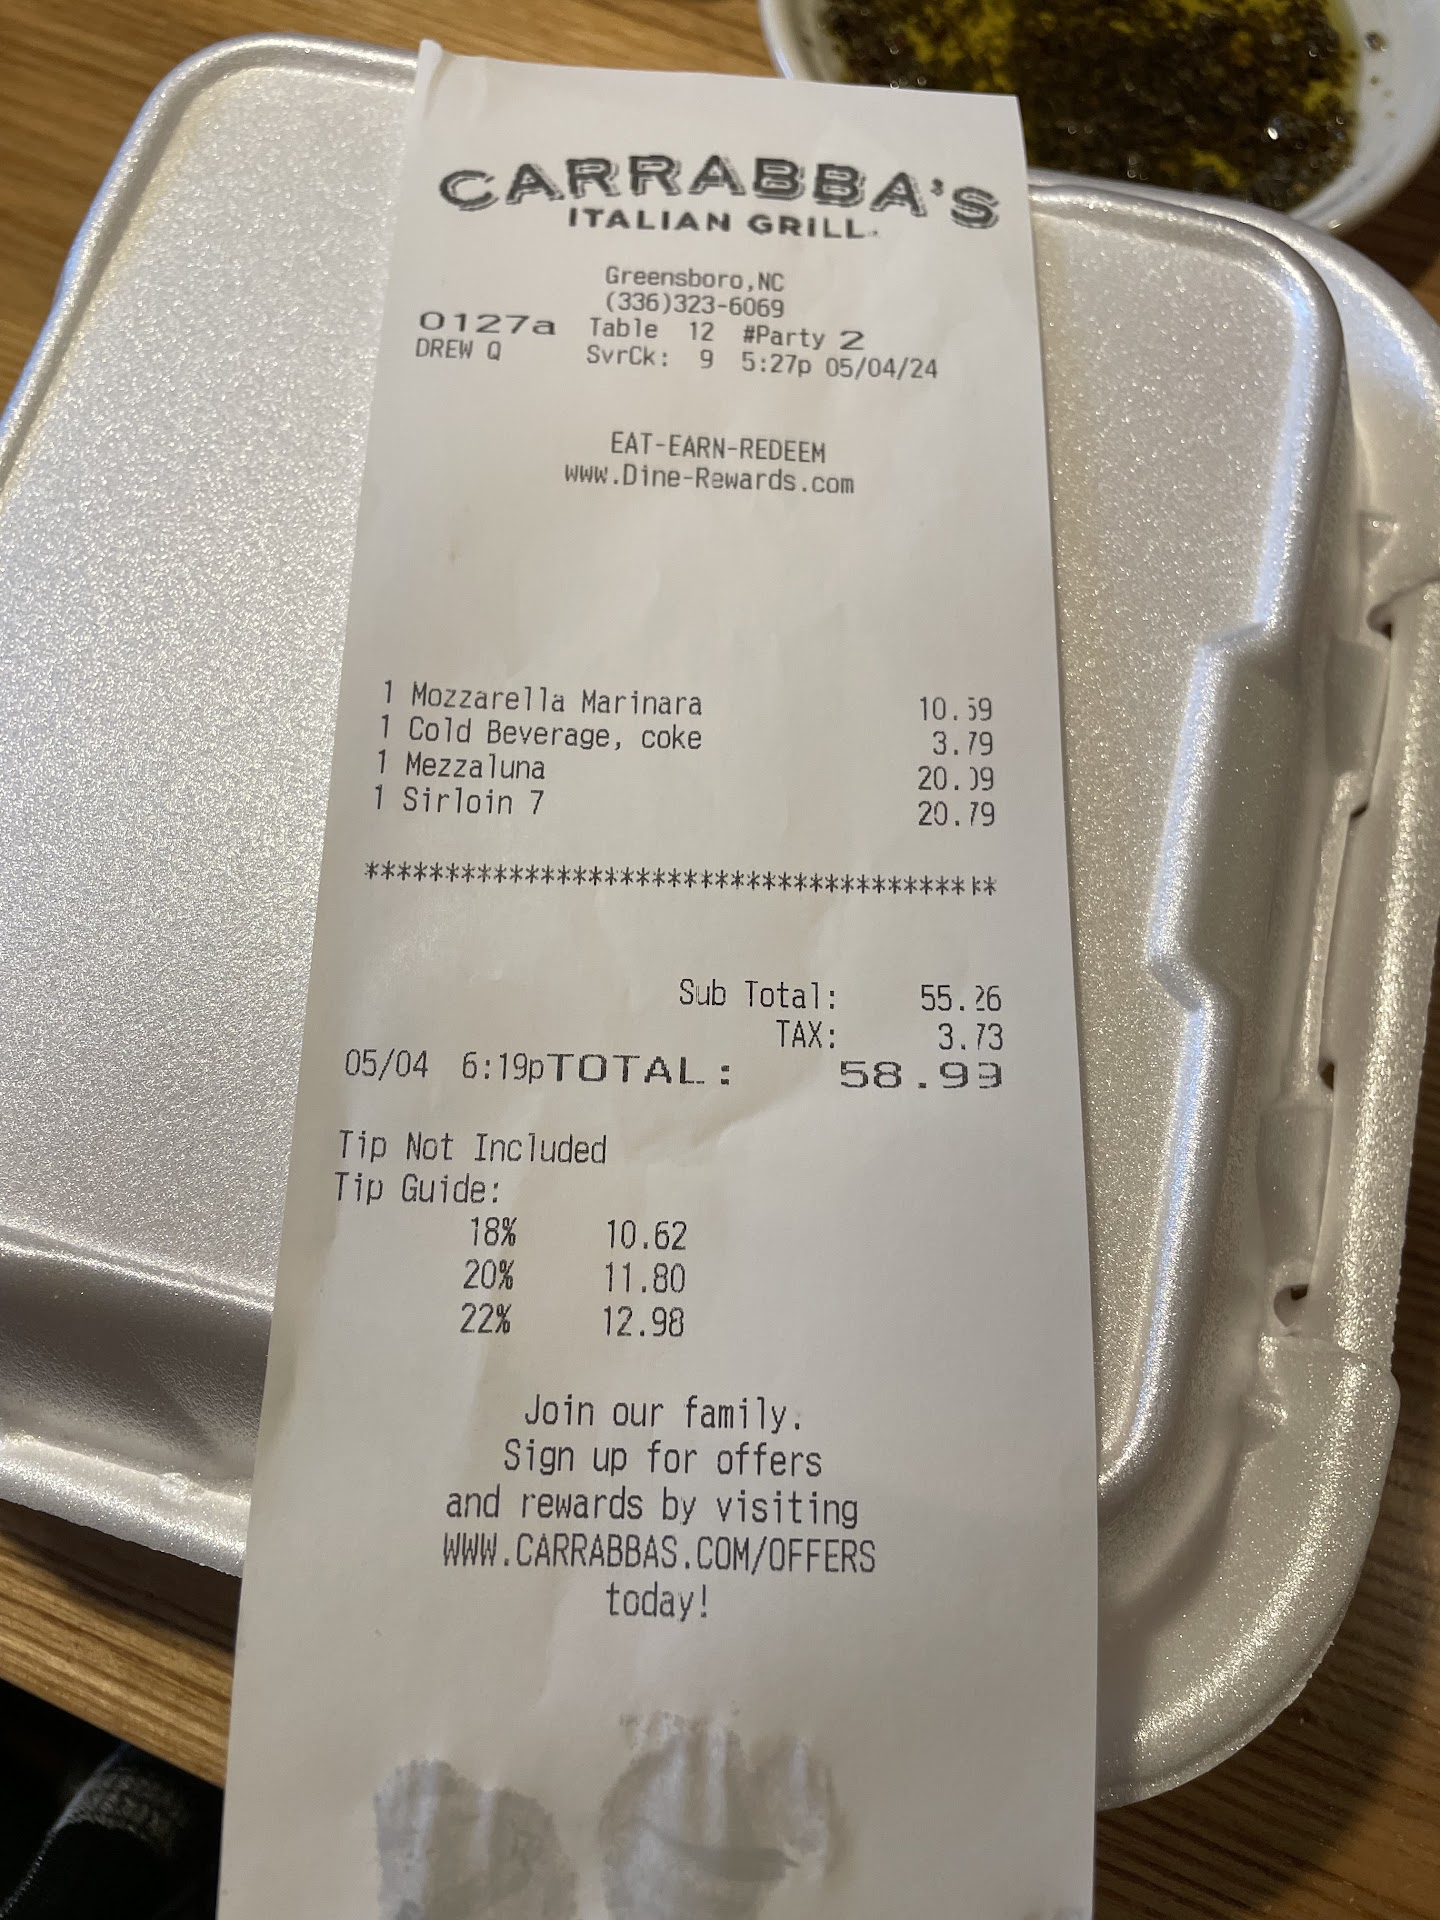 CARRABBA'S
ITALIAN GRILL
Greensboro,NC
(336)323-6069
0127a Table 12 #Party 2
DREW Q SvrCk: 9 5:27p 05/04/24
EAT-EARN-REDEEM
www.Dine-Rewards.com
1 Mozzarella Marinara 10.59
1 Cold Beverage, coke 3.79
1 Mezzaluna 20.09
1 Sirloin 7 20.79
****************************************
Sub Total: 55.26
TAX: 3.73
05/04 6:19pTOTAL: 58.99
Tip Not Included
Tip Guide:
18% 10.62
20% 11.80
22% 12.98
Join our family.
Sign up for offers
and rewards by visiting
WWW.CARRABBAS.COM/OFFERS
today!